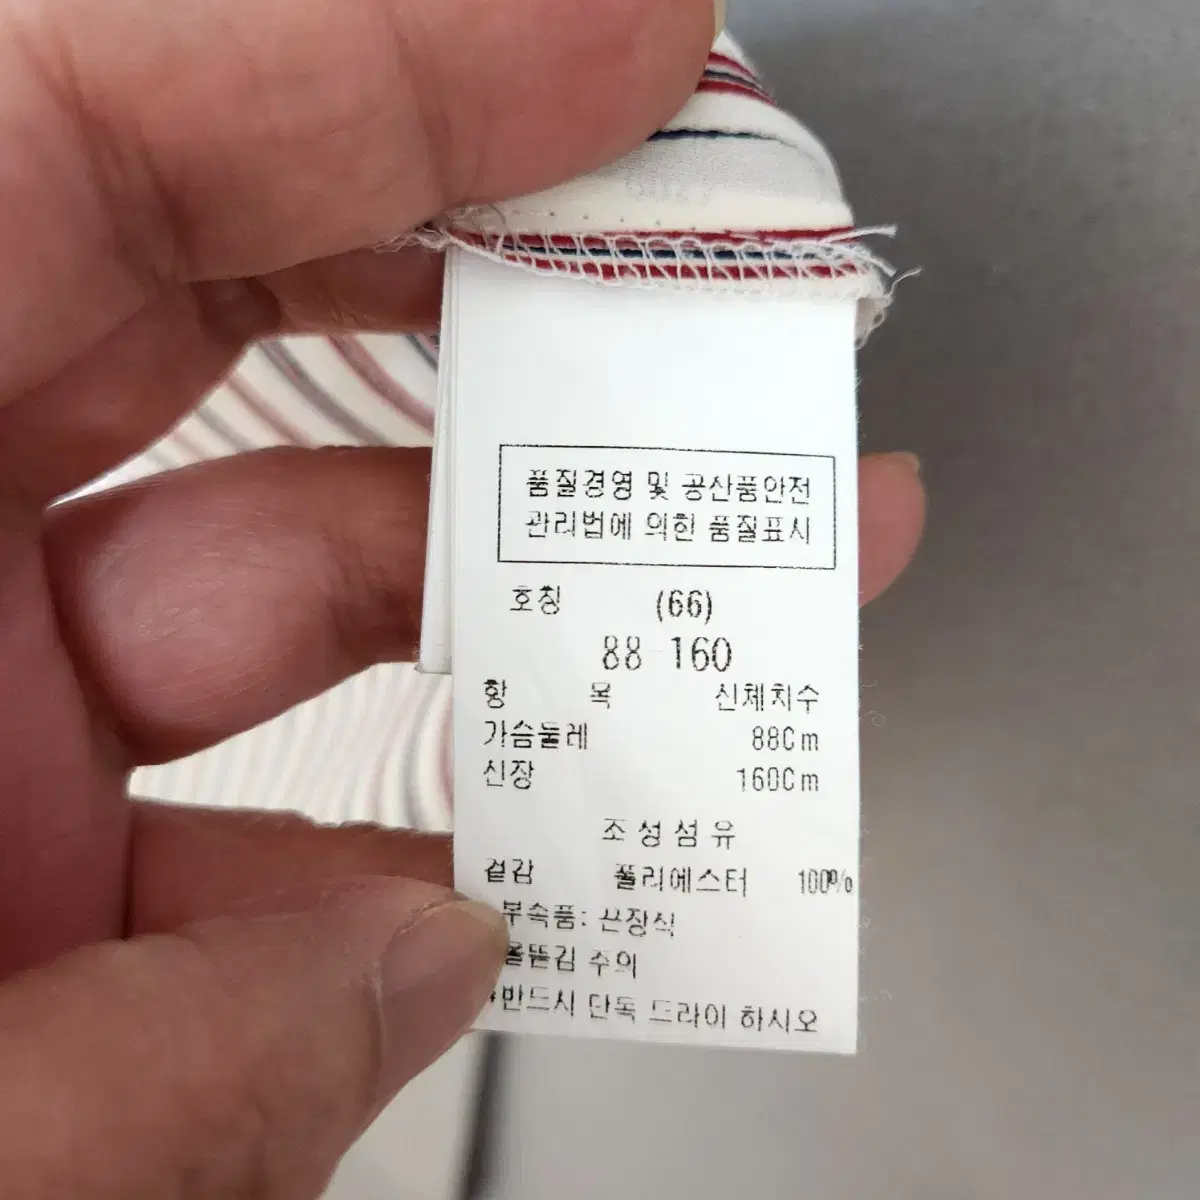 품질경영 및 공산품안전
관리법에 의한 품질표시
호칭 (66)
88-160
항 목 신체치수
가슴둘레 88Cm
신장 160Cm
조성섬유
겉감 폴리에스터 100%
부속품: 끈장식
올뜯김 주의
반드시 단독 드라이 하시오